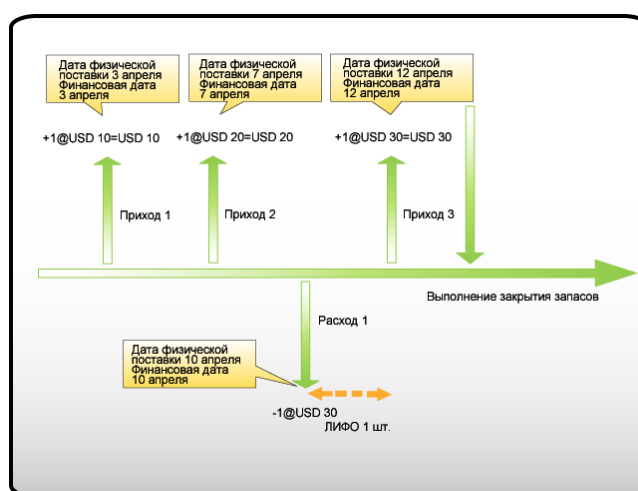 Дата физической
поставки 3 апреля
Финансовая дата
3 апреля
Дата физической
поставки 7 апреля
Финансовая дата
7 апреля
Дата физической
поставки 12 апреля
Финансовая дата
12 апреля
+1@USD 10=USD 10
+1@USD 20=USD 20
+1@USD 30=USD 30
Приход 1
Приход 2
Приход 3
Выполнение закрытия запасов
Расход 1
Дата физической
поставки 10 апреля
Финансовая дата
10 апреля
-1@USD 30
ЛИФО 1 шт.